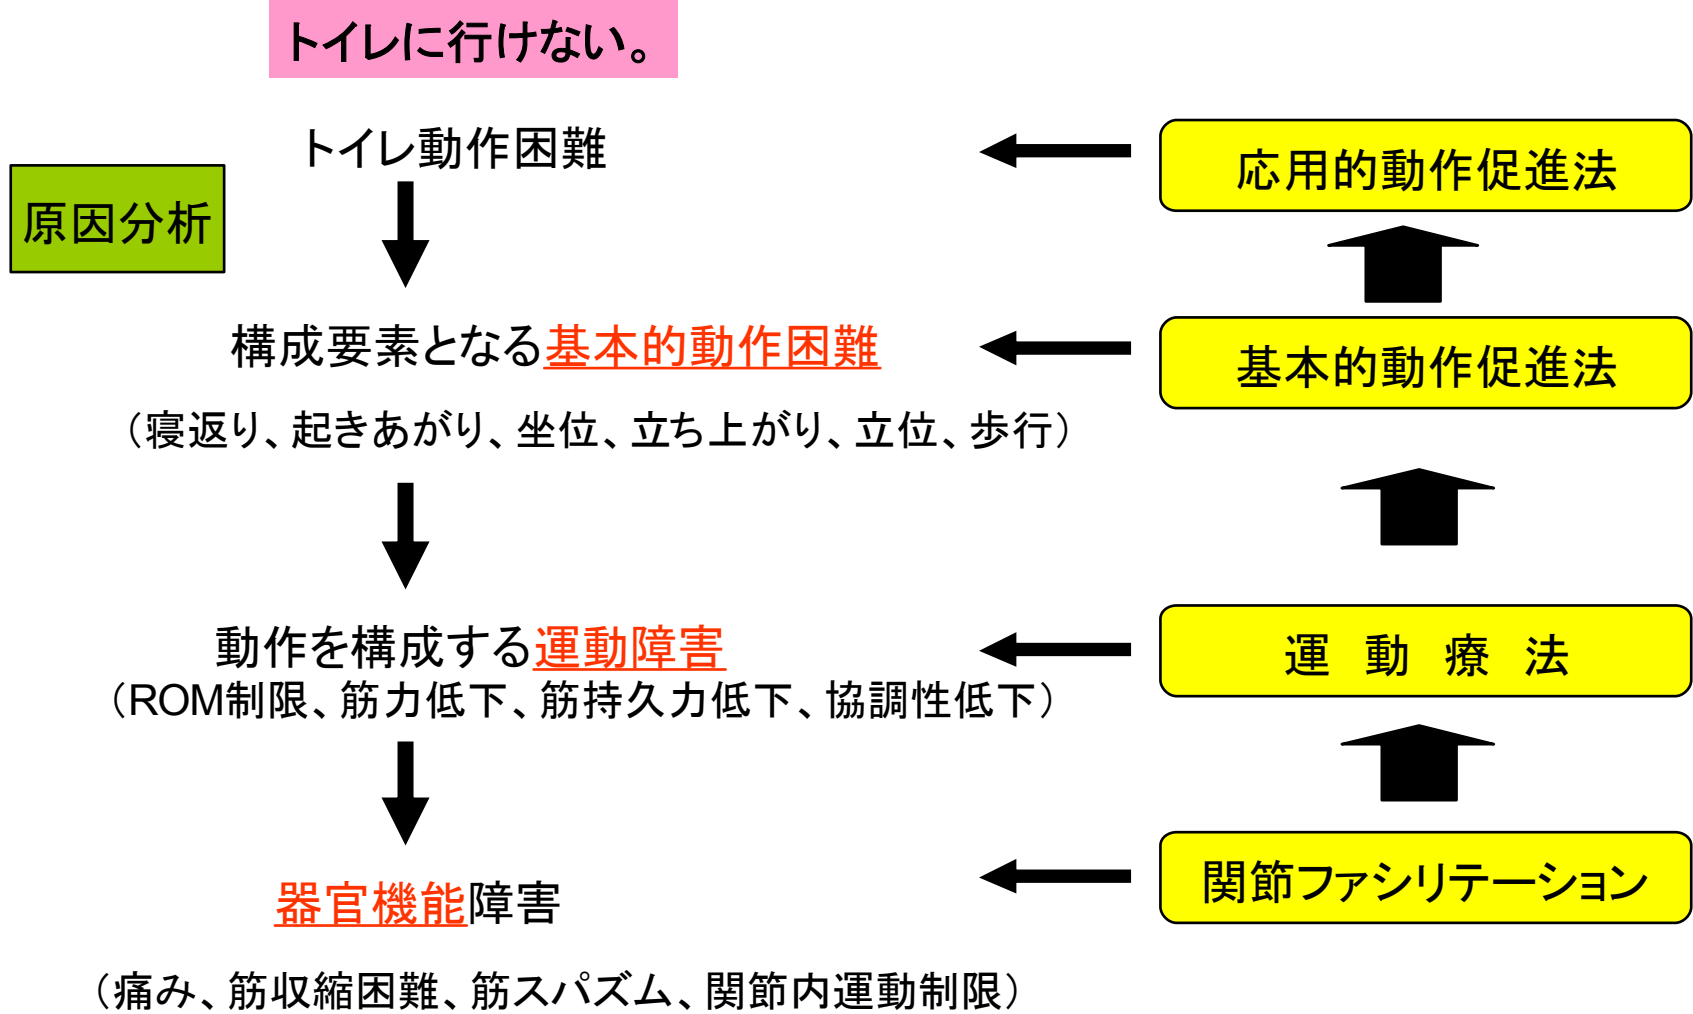 トイレに行けない。
トイレ動作困難
応用的動作促進法
原因分析
構成要素となる基本的動作困難
基本的動作促進法
（寝返り、起きあがり、坐位、立ち上がり、立位、歩行）
動作を構成する運動障害
運 動 療 法
（ROM制限、筋力低下、筋持久力低下、協調性低下）
器官機能障害
関節ファシリテーション
（痛み、筋収縮困難、筋スパズム、関節内運動制限）